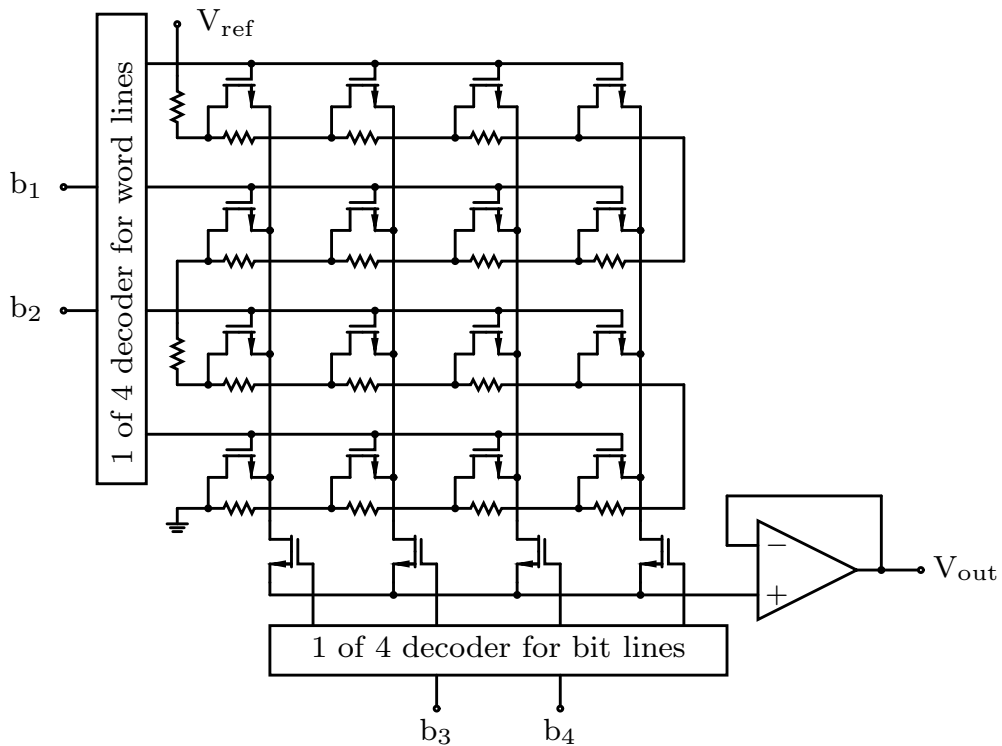 V_ref
1 of 4 decoder for word lines
b_1
b_2
−
+
V_out
1 of 4 decoder for bit lines
b_3
b_4